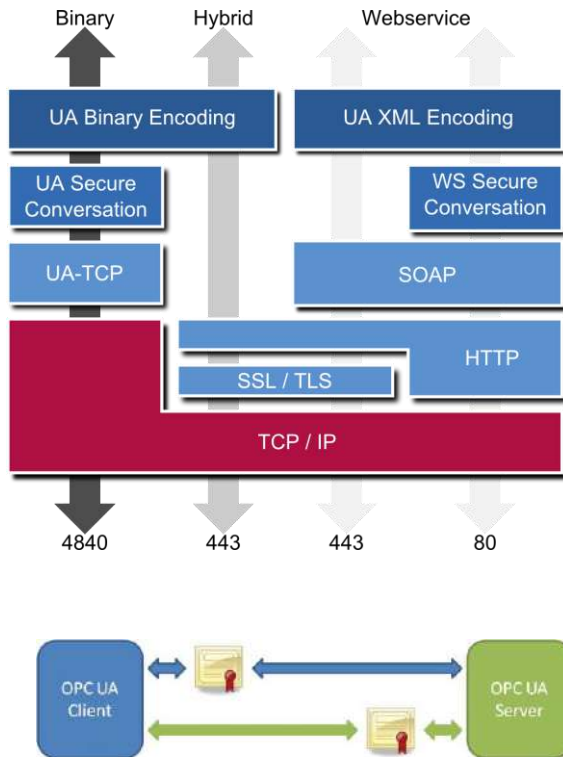 Binary Hybrid Webservice
UA Binary Encoding UA XML Encoding
UA Secure WS Secure
Conversation Conversation
UA-TCP SOAP
HTTP
SSL / TLS
TCP / IP
4840 443 443 80
OPC UA OPC UA
Client Server